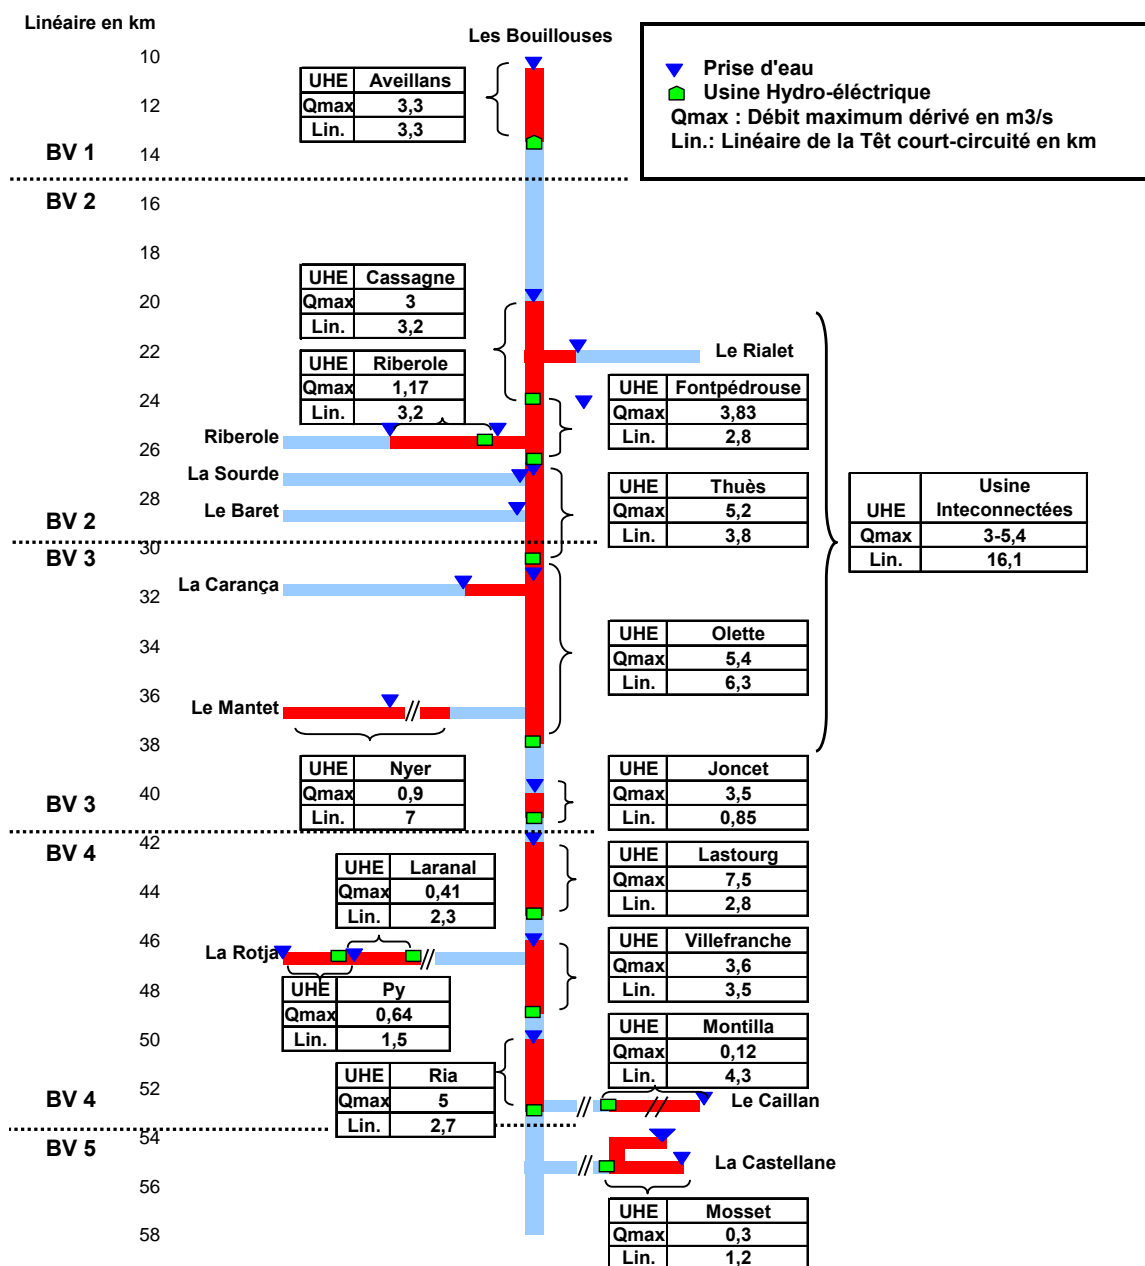 Linéaire en km
Les Bouillouses
10
12
14
16
18
20
22
24
26
28
30
32
34
36
38
40
42
44
46
48
50
52
54
56
58
Prise d'eau
Usine Hydro-éléctrique
Qmax : Débit maximum dérivé en m3/s
Lin.: Linéaire de la Têt court-circuité en km
UHE Aveillans
Qmax 3,3
Lin. 3,3
BV 1
BV 2
UHE Cassagne
Qmax 3
Lin. 3,2
Le Rialet
UHE Riberole
Qmax 1,17
Lin. 3,2
UHE Fontpédrouse
Qmax 3,83
Lin. 2,8
Riberole
La Sourde
Le Baret
UHE Thuès
Qmax 5,2
Lin. 3,8
Usine
UHE Inteconnectées
Qmax 3-5,4
Lin. 16,1
BV 2
BV 3
La Carança
UHE Olette
Qmax 5,4
Lin. 6,3
Le Mantet
UHE Nyer
Qmax 0,9
Lin. 7
UHE Joncet
Qmax 3,5
Lin. 0,85
BV 3
BV 4
UHE Laranal
Qmax 0,41
Lin. 2,3
UHE Lastourg
Qmax 7,5
Lin. 2,8
La Rotja
UHE Villefranche
Qmax 3,6
Lin. 3,5
UHE Py
Qmax 0,64
Lin. 1,5
UHE Montilla
Qmax 0,12
Lin. 4,3
UHE Ria
Qmax 5
Lin. 2,7
Le Caillan
BV 4
BV 5
La Castellane
UHE Mosset
Qmax 0,3
Lin. 1,2